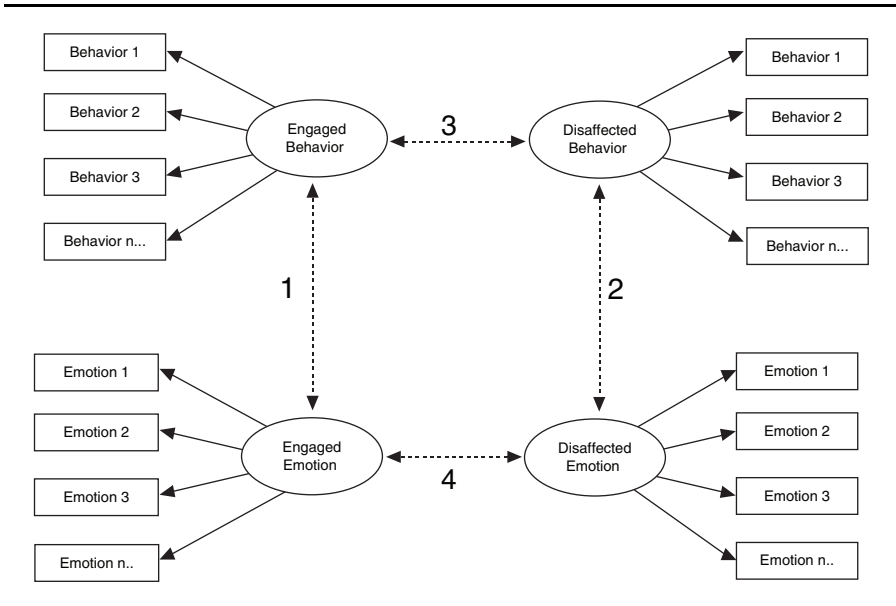 Behavior 1
Behavior 2
Behavior 3
Behavior n...
Engaged
Behavior
3
Disaffected
Behavior
Behavior 1
Behavior 2
Behavior 3
Behavior n...
1
2
Emotion 1
Emotion 2
Emotion 3
Emotion n..
Engaged
Emotion
4
Disaffected
Emotion
Emotion 1
Emotion 2
Emotion 3
Emotion n..